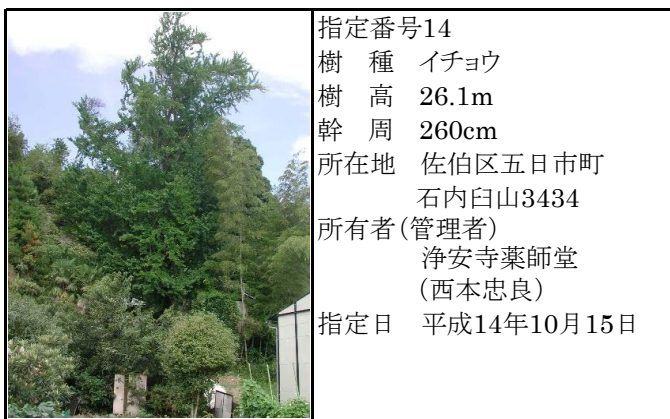 指定番号14
樹　種　イチョウ
樹　高　26.1m
幹　周　260cm
所在地　佐伯区五日市町
石内臼山3434
所有者(管理者)
浄安寺薬師堂
(西本忠良)
指定日　平成14年10月15日